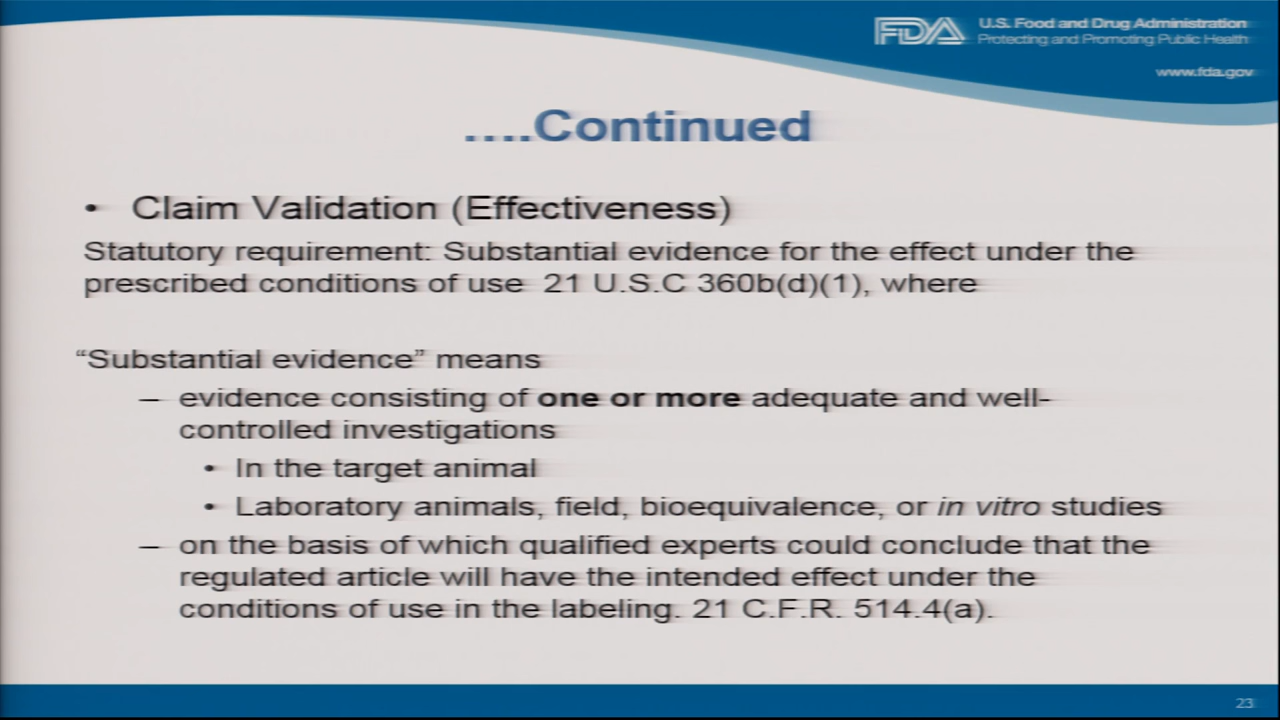 FDA U.S. Food and Drug Administration
Protecting and Promoting Public Health
www.fda.gov
....Continued
• Claim Validation (Effectiveness)
Statutory requirement: Substantial evidence for the effect under the
prescribed conditions of use 21 U.S.C 360b(d)(1), where
“Substantial evidence” means
– evidence consisting of one or more adequate and well-
controlled investigations
• In the target animal
• Laboratory animals, field, bioequivalence, or in vitro studies
– on the basis of which qualified experts could conclude that the
regulated article will have the intended effect under the
conditions of use in the labeling. 21 C.F.R. 514.4(a).
23